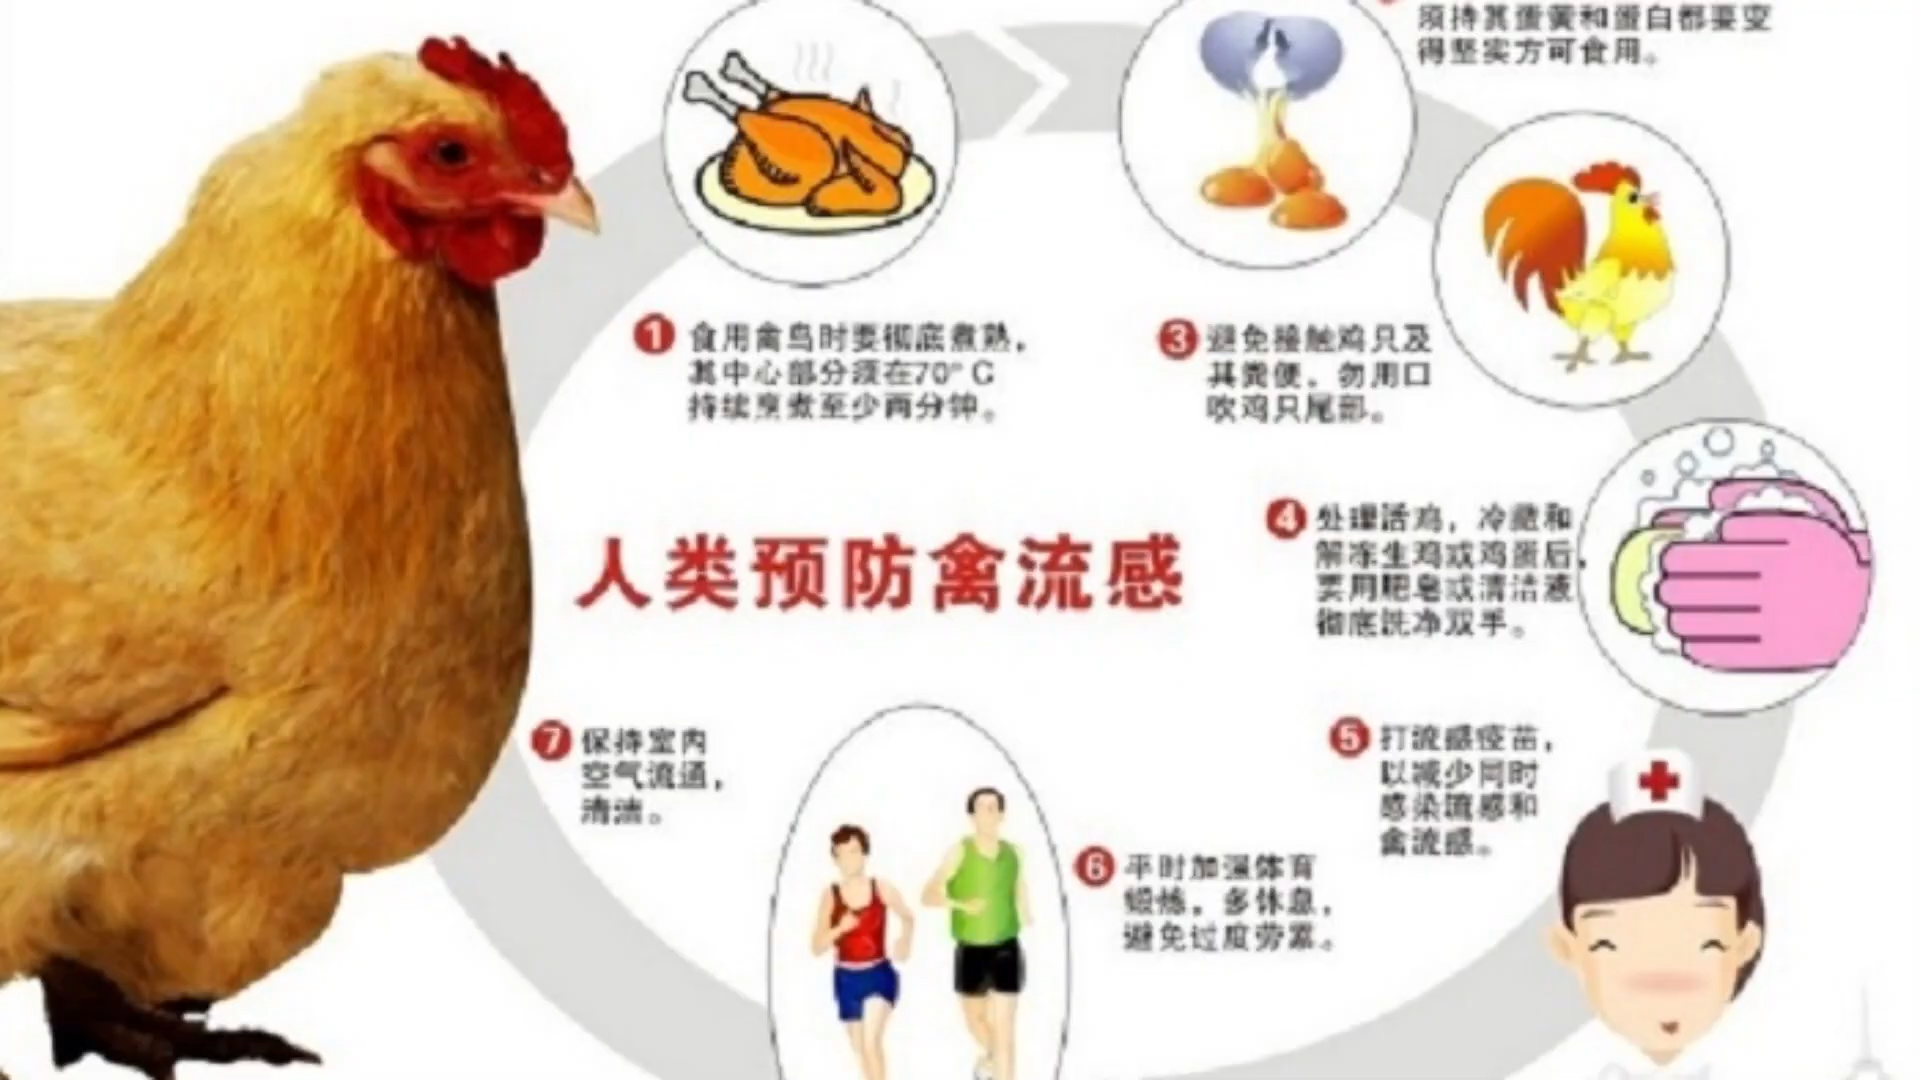 须待其蛋黄和蛋白都要变
得坚实方可食用。
1 食用禽鸟时要彻底煮熟，
其中心部分须在70°C
持续烹煮至少两分钟。
3 避免接触鸡只及
其粪便，勿用口
吹鸡只尾部。
4 处理活鸡，冷藏和
解冻生鸡或鸡蛋后，
要用肥皂或清洁液
彻底洗净双手。
人类预防禽流感
5 打流感疫苗，
以减少同时
感染流感和
禽流感。
6 平时加强体育
锻炼，多休息，
避免过度劳累。
7 保持室内
空气流通，
清洁。